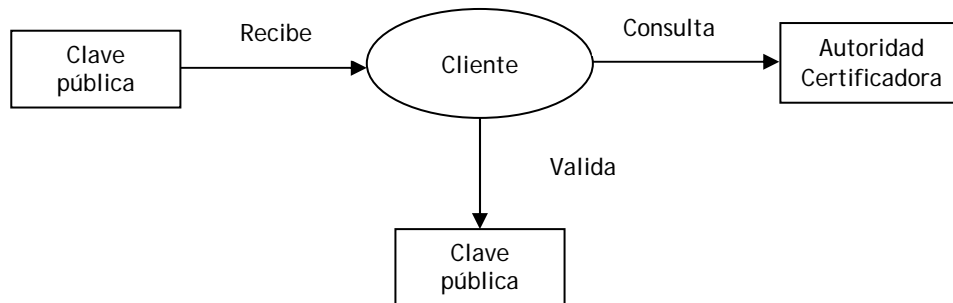 Recibe
Clave
pública
Cliente
Consulta
Autoridad
Certificadora
Valida
Clave
pública